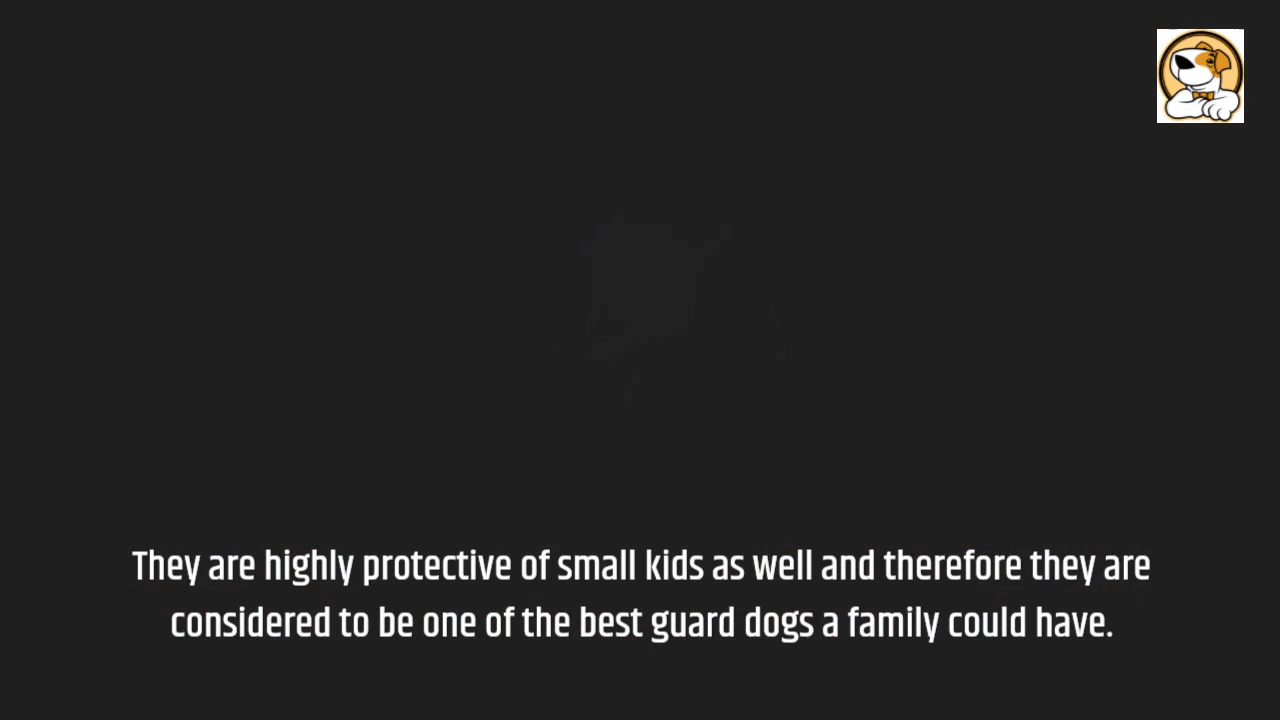 They are highly protective of small kids as well and therefore they are
considered to be one of the best guard dogs a family could have.